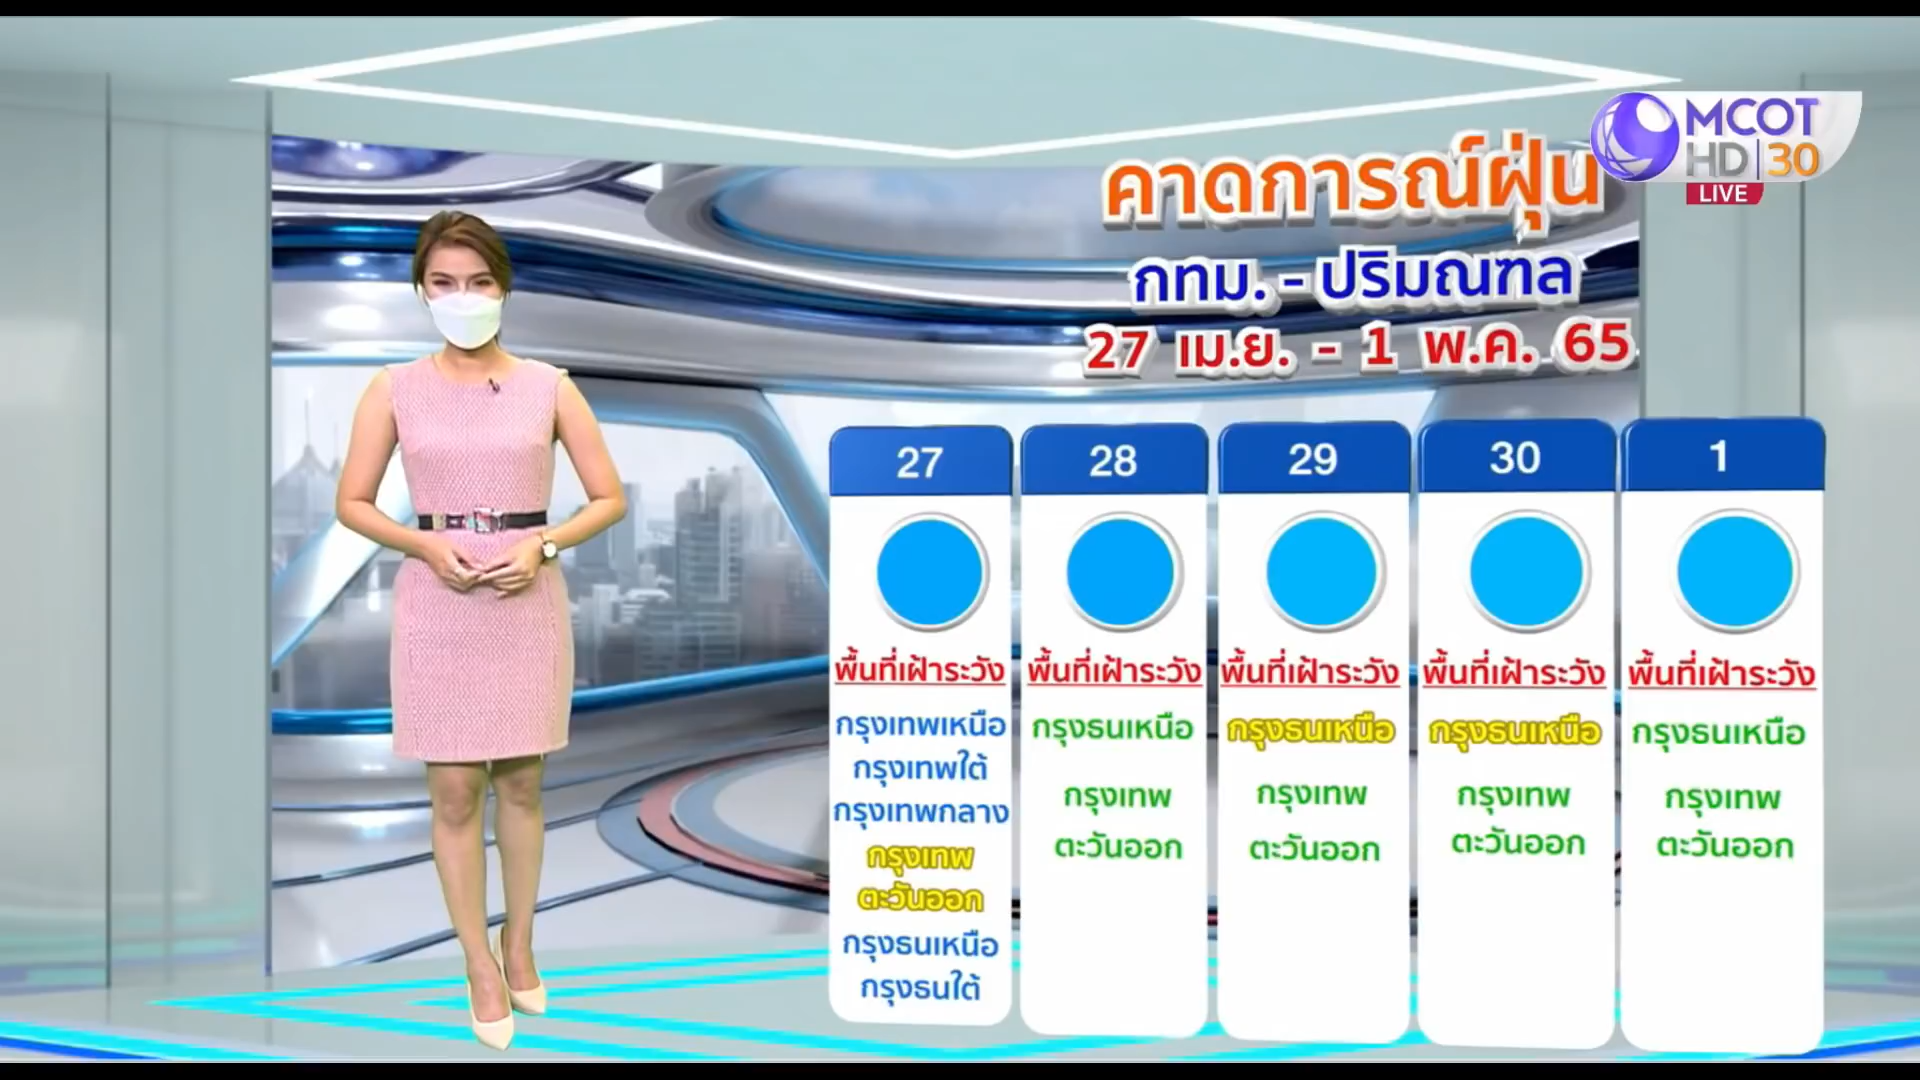 MCOT
HD 30
LIVE
คาดการณ์ฝุ่น
กทม. - ปริมณฑล
27 เม.ย. - 1 พ.ค. 65
27
พื้นที่เฝ้าระวัง
กรุงเทพเหนือ
กรุงเทพใต้
กรุงเทพกลาง
กรุงเทพ
ตะวันออก
กรุงธนเหนือ
กรุงธนใต้
28
พื้นที่เฝ้าระวัง
กรุงธนเหนือ
กรุงเทพ
ตะวันออก
29
พื้นที่เฝ้าระวัง
กรุงธนเหนือ
กรุงเทพ
ตะวันออก
30
พื้นที่เฝ้าระวัง
กรุงธนเหนือ
กรุงเทพ
ตะวันออก
1
พื้นที่เฝ้าระวัง
กรุงธนเหนือ
กรุงเทพ
ตะวันออก